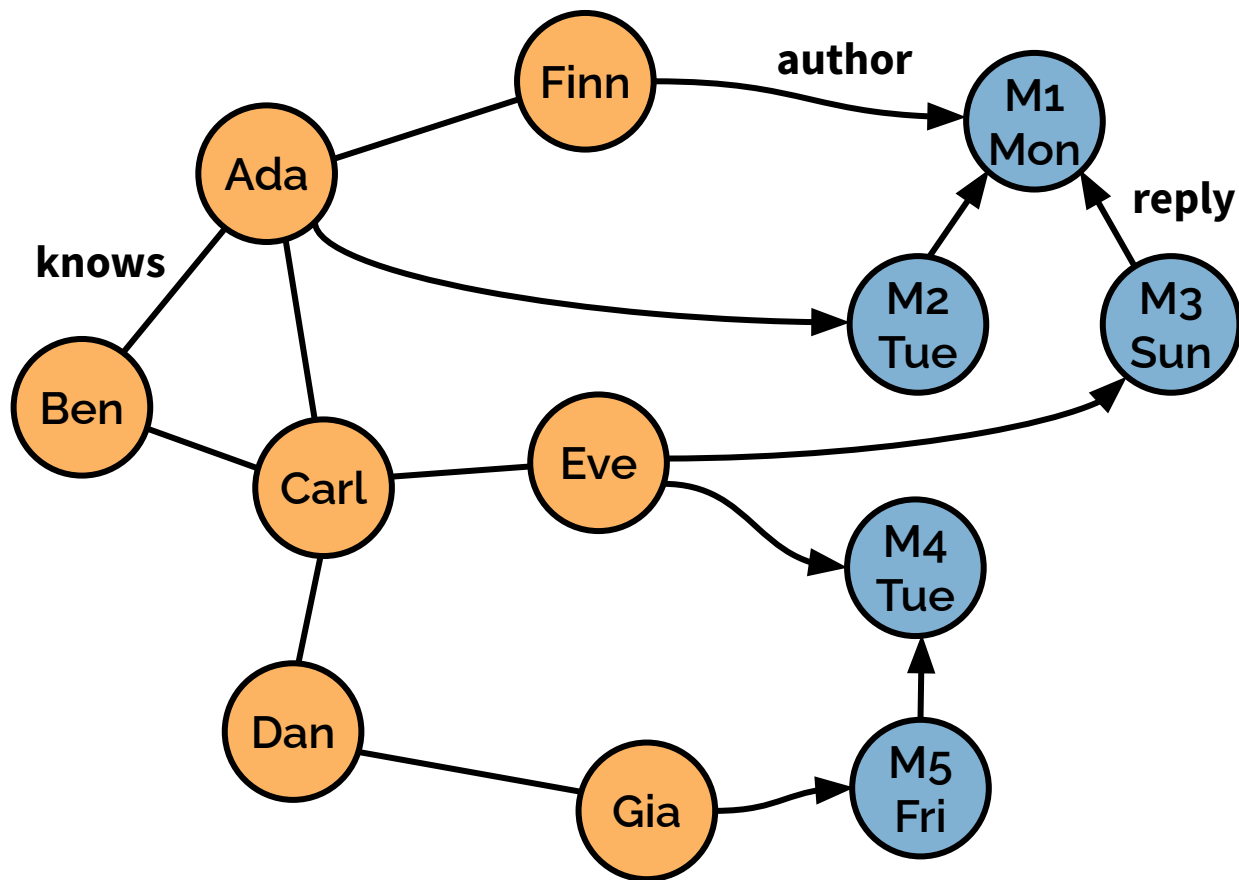 Finn
author
M1
Mon
Ada
reply
knows
M2
Tue
M3
Sun
Ben
Carl
Eve
M4
Tue
Dan
Gia
M5
Fri